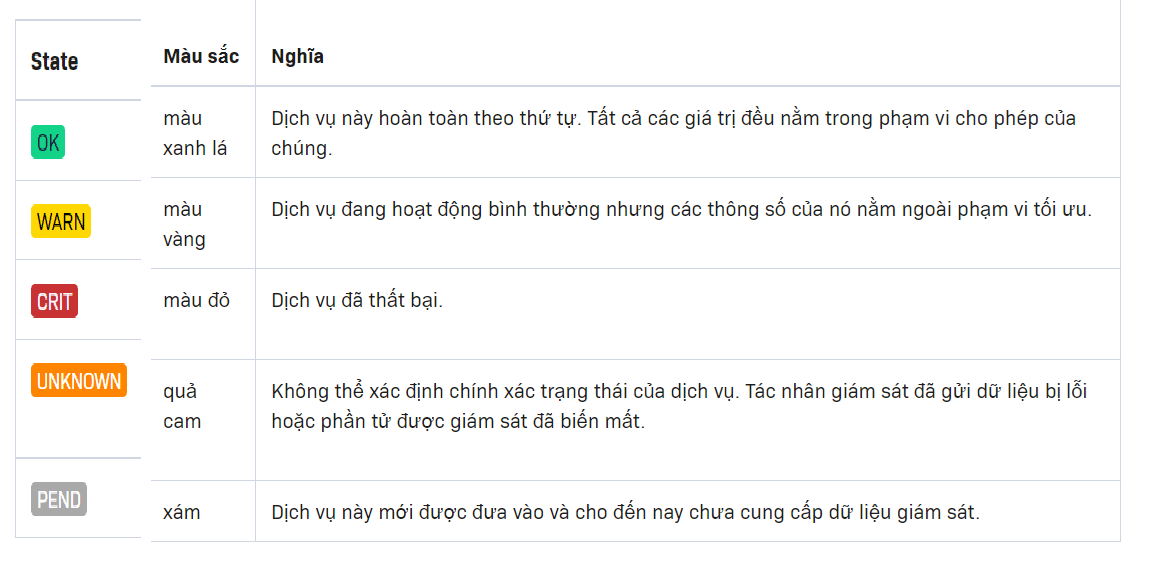 State Màu sắc Nghĩa
OK màu Dịch vụ này hoàn toàn theo thứ tự. Tất cả các giá trị đều nằm trong phạm vi cho phép của
xanh lá chúng.
WARN màu Dịch vụ đang hoạt động bình thường nhưng các thông số của nó nằm ngoài phạm vi tối ưu.
vàng
CRIT màu đỏ Dịch vụ đã thất bại.
UNKNOWN quả Không thể xác định chính xác trạng thái của dịch vụ. Tác nhân giám sát đã gửi dữ liệu bị lỗi
cam hoặc phần tử được giám sát đã biến mất.
PEND xám Dịch vụ này mới được đưa vào và cho đến nay chưa cung cấp dữ liệu giám sát.